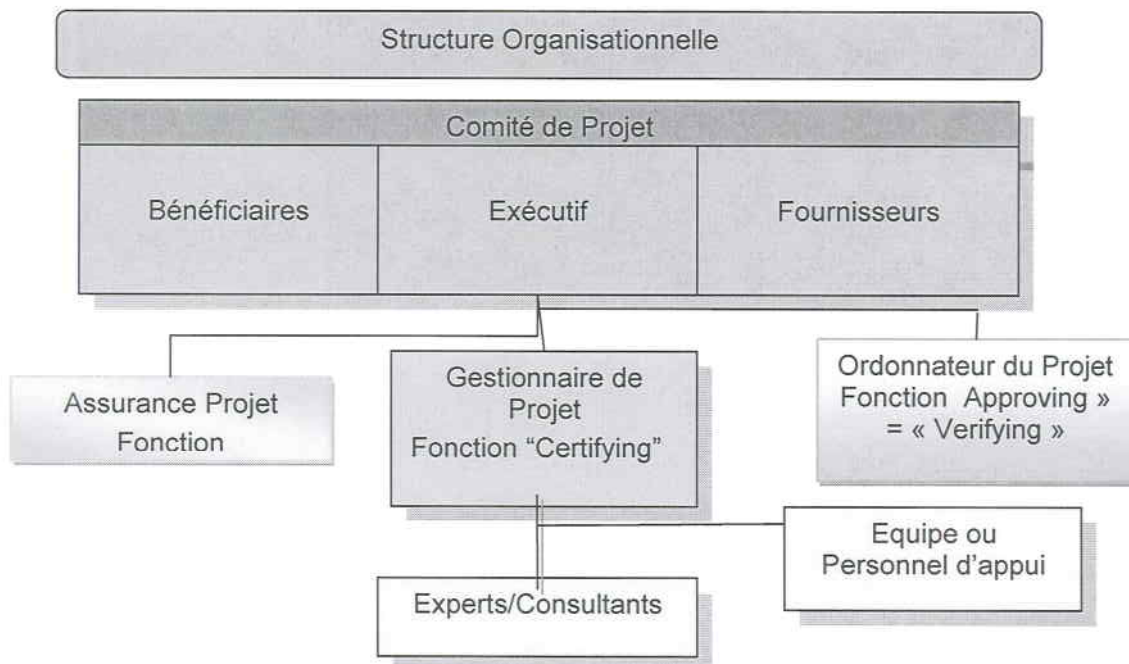 Structure Organisationnelle
Comité de Projet
Bénéficiaires
Exécutif
Fournisseurs
Assurance Projet
Fonction
Gestionnaire de
Projet
Fonction “Certifying”
Ordonnateur du Projet
Fonction Approving »
= « Verifying »
Equipe ou
Personnel d’appui
Experts/Consultants